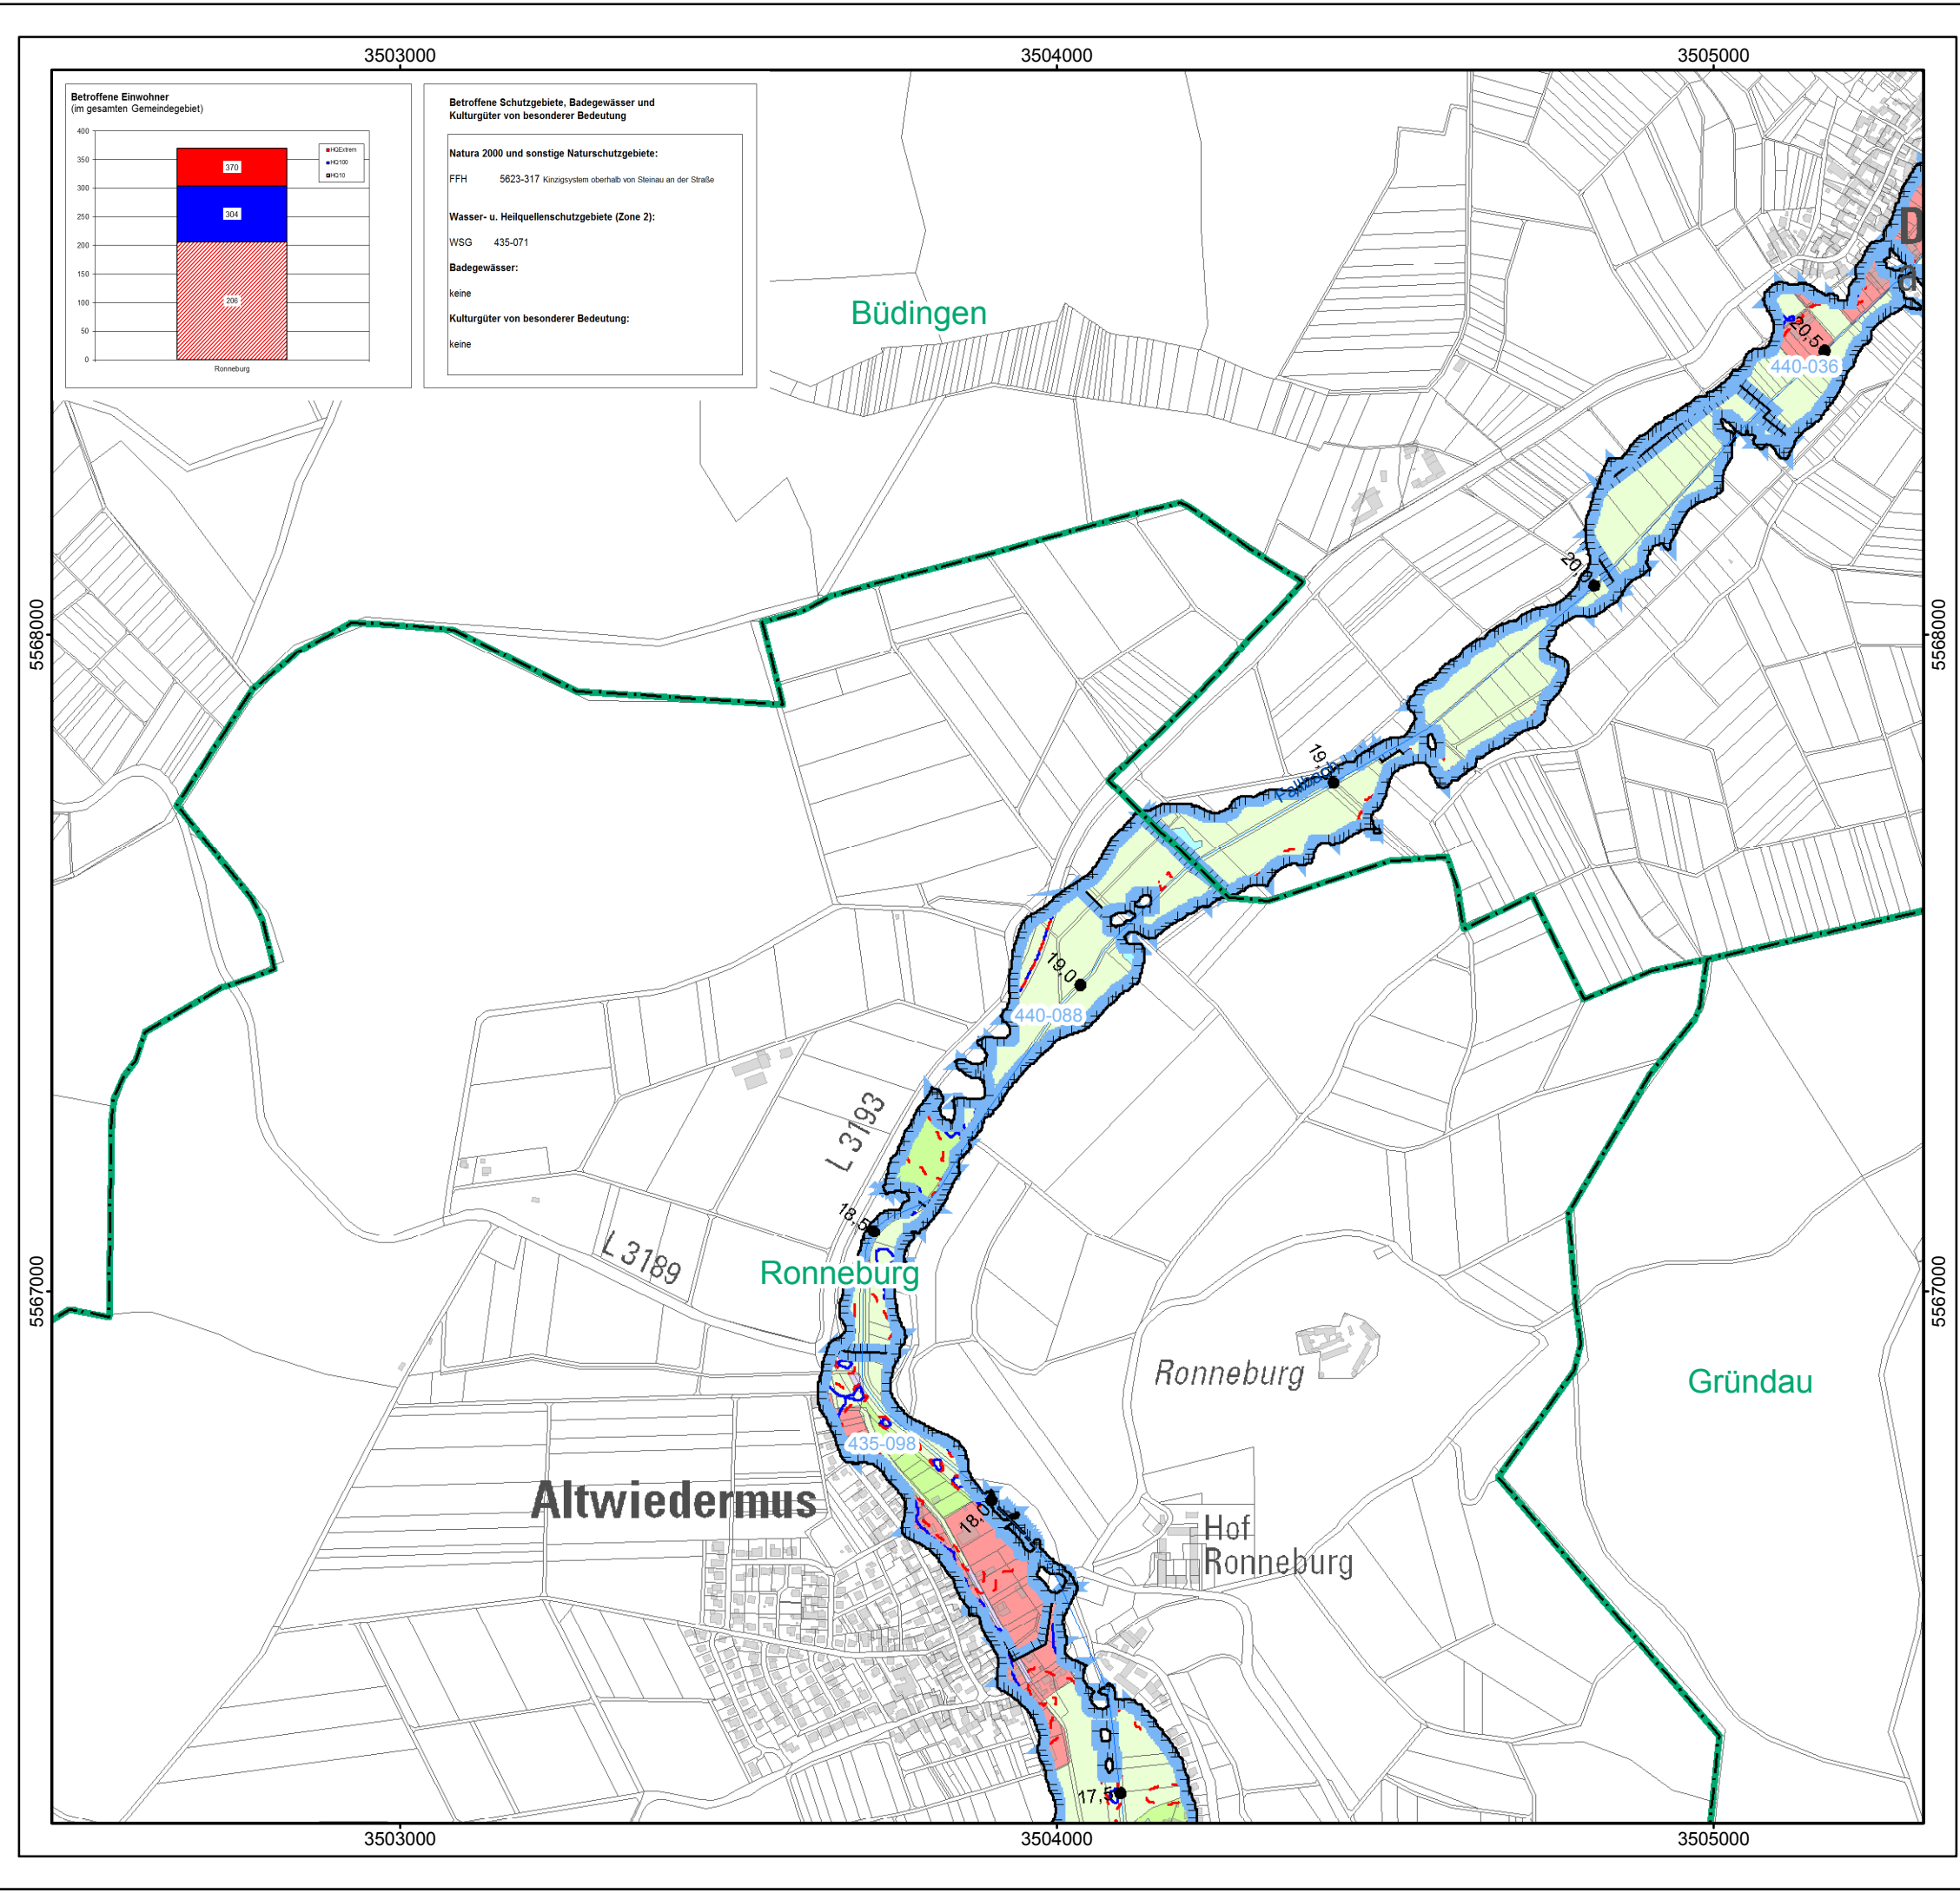 3503000
3504000
3505000
Betroffene Einwohner
(im gesamten Gemeindegebiet)
400
350
300
250
200
150
100
50
0
370
304
206
HQExtrem
HQ100
HQ10
Ronneburg
Betroffene Schutzgebiete, Badegewässer und
Kulturgüter von besonderer Bedeutung
Natura 2000 und sonstige Naturschutzgebiete:
FFH 5623-317 Kinzigsystem oberhalb von Steinau an der Straße
Wasser- u. Heilquellenschutzgebiete (Zone 2):
WSG 435-071
Badegewässer:
keine
Kulturgüter von besonderer Bedeutung:
keine
Büdingen
D
d
20,5
440-036
20,0
5568000
5568000
19,
Fallbach
19,0
440-088
L 3193
18,5
L 3189
Ronneburg
5567000
5567000
Ronneburg
Gründau
435-098
Altwiedermus
18,0
Hof
Ronneburg
17,5
3503000
3504000
3505000